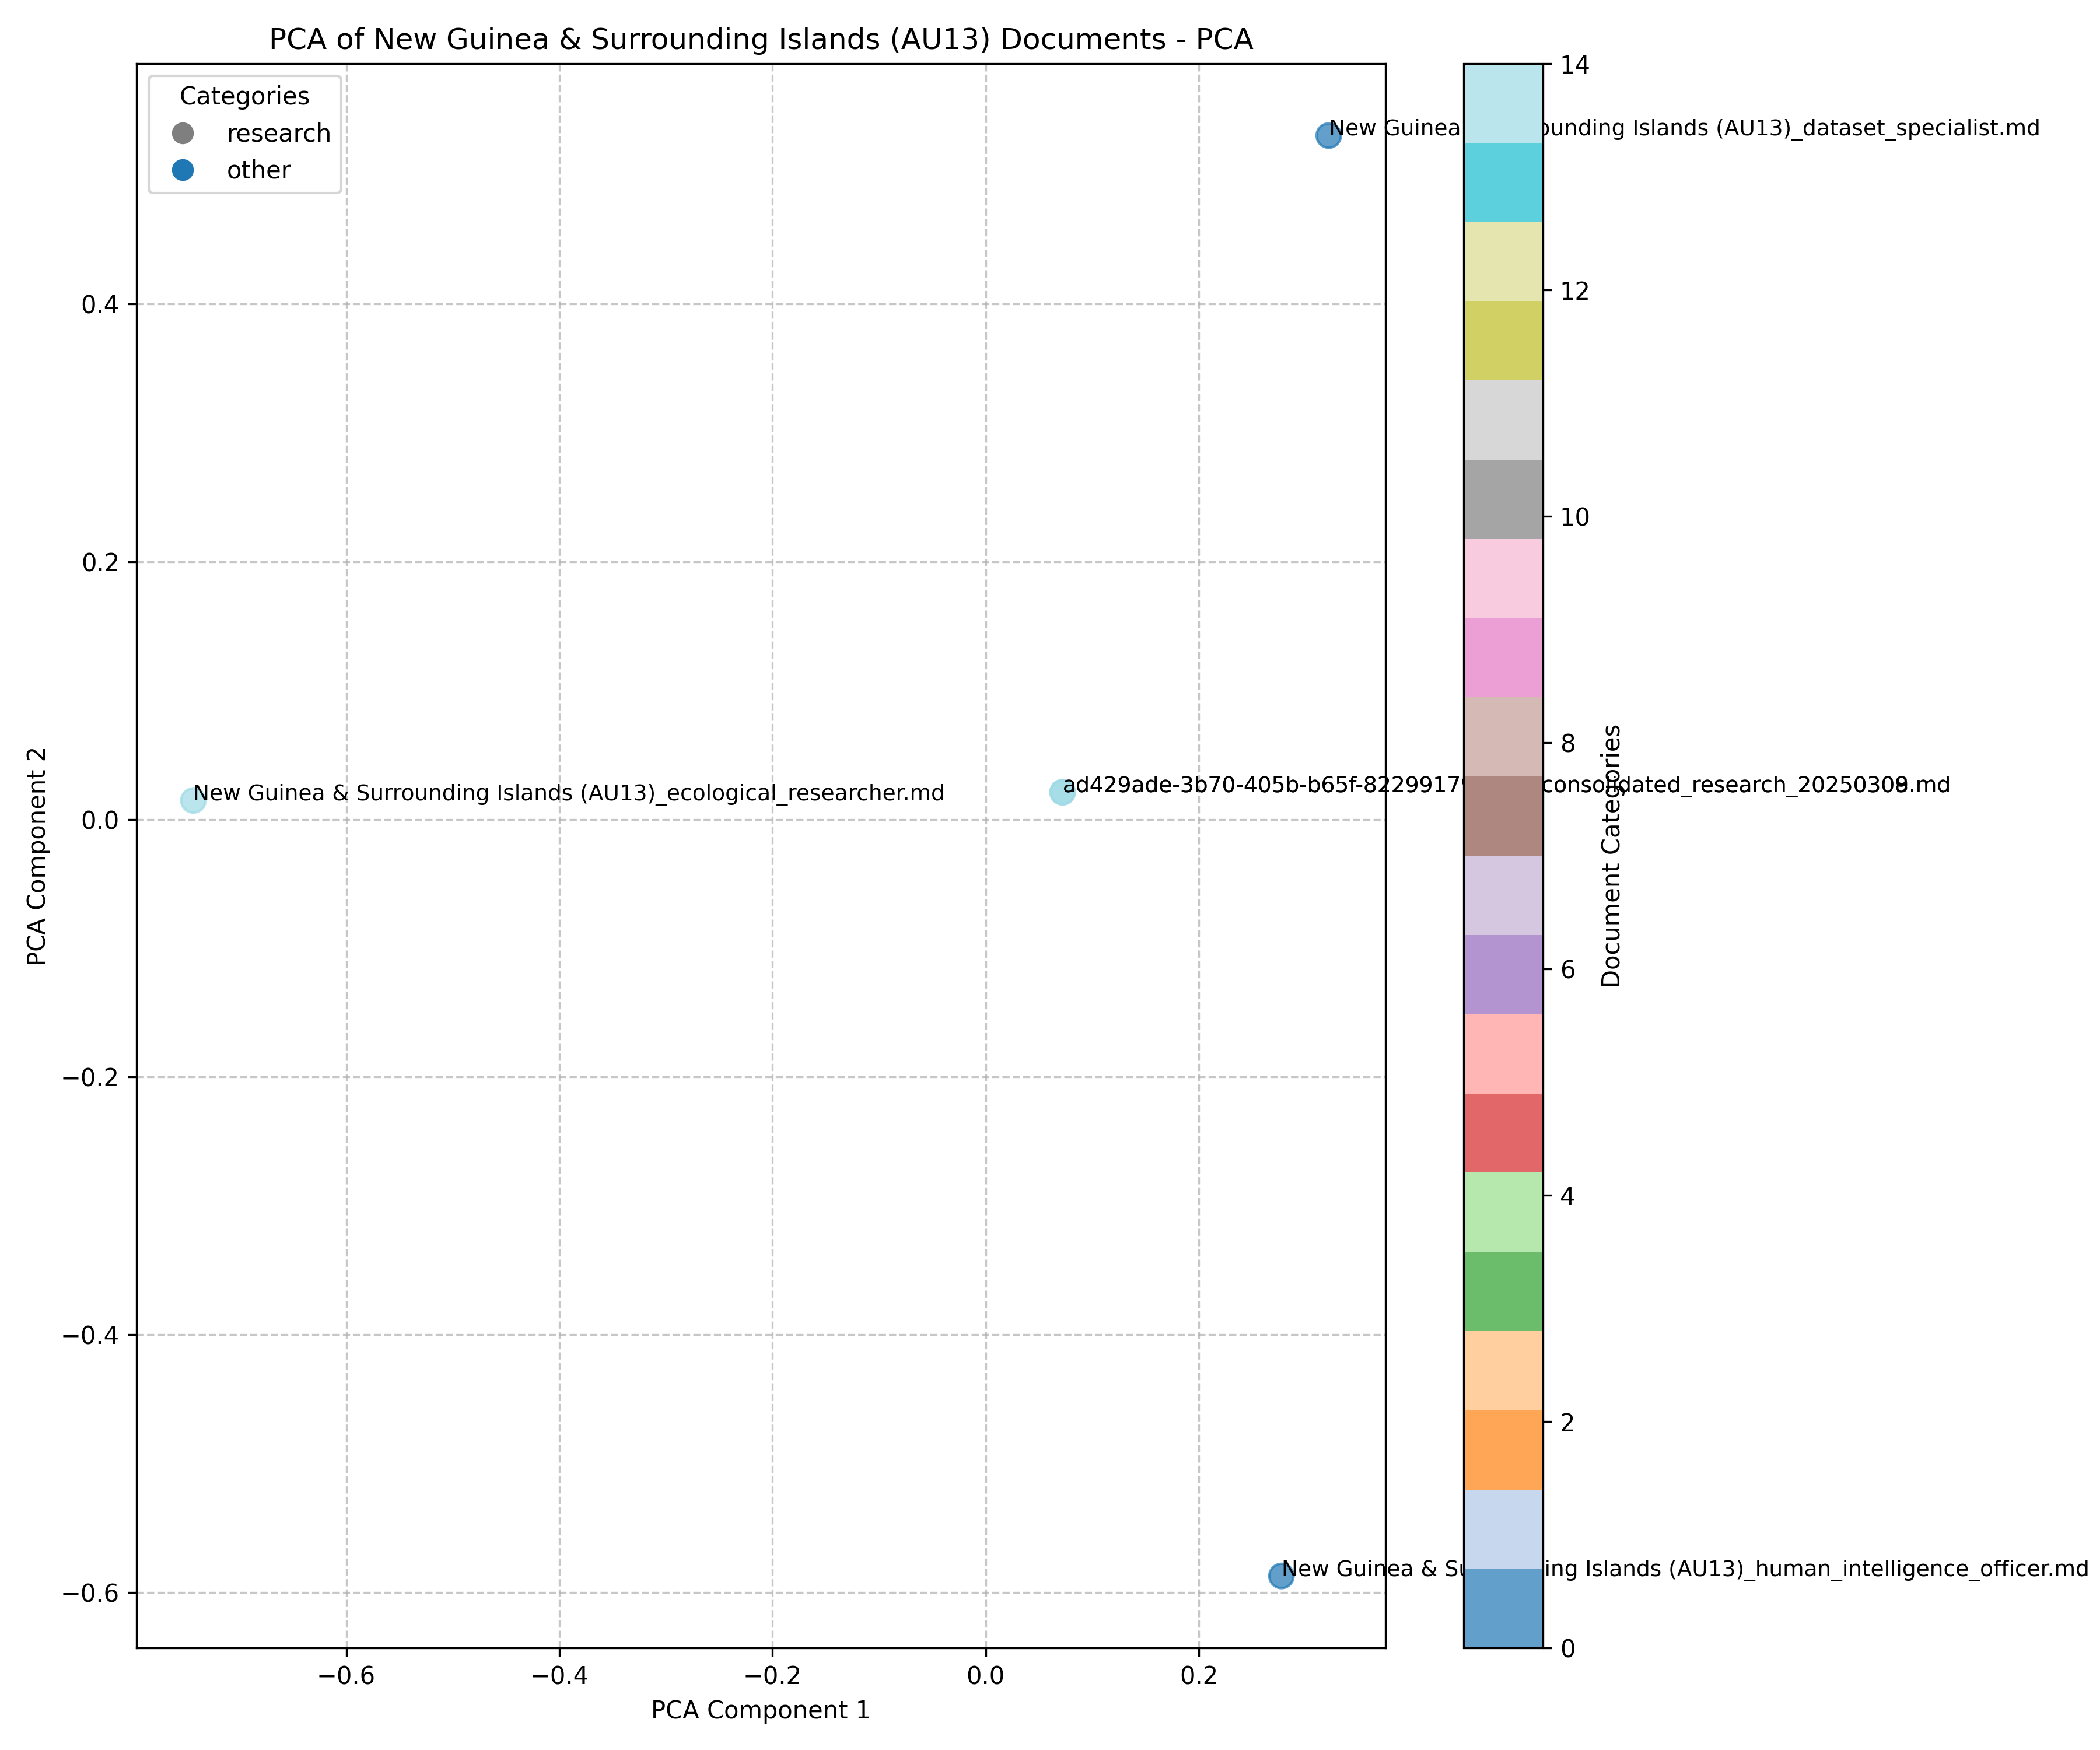 PCA of New Guinea & Surrounding Islands (AU13) Documents - PCA
Categories
research
other
New Guinea ounding Islands (AU13)_dataset_specialist.md
New Guinea & Surrounding Islands (AU13)_ecological_researcher.md
ad429ade-3b70-405b-b65f-8229917 consolidated_research_2025030 .md
New Guinea & Su ing Islands (AU13)_human_intelligence_officer.md
0.4
0.2
0.0
−0.2
−0.4
−0.6
PCA Component 2
−0.6
−0.4
−0.2
0.0
0.2
PCA Component 1
14
12
10
8
6
4
2
0
Document Categories